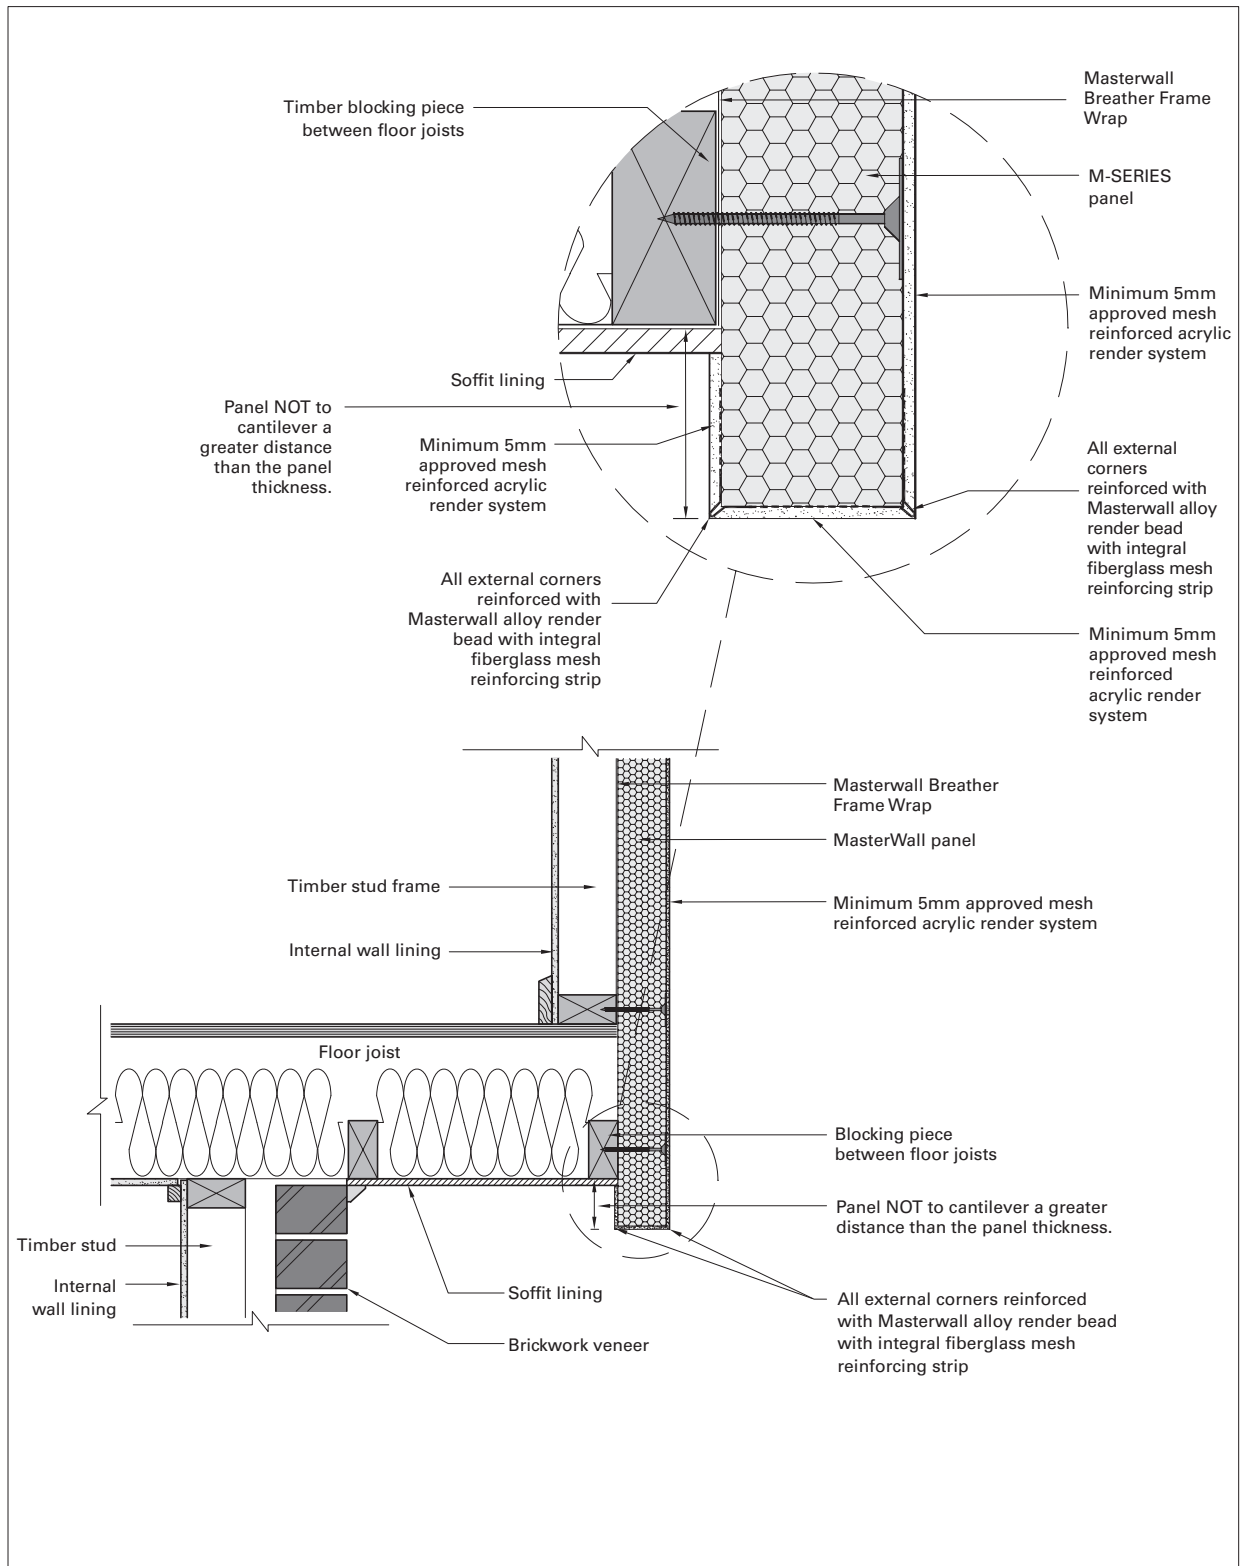 Masterwall
Breather Frame
Wrap
Timber blocking piece
between floor joists
M-SERIES
panel
Minimum 5mm
approved mesh
reinforced acrylic
render system
Soffit lining
Panel NOT to
cantilever a
greater distance
than the panel
thickness.
Minimum 5mm
approved mesh
reinforced acrylic
render system
All external
corners
reinforced with
Masterwall alloy
render bead
with integral
fiberglass mesh
reinforcing strip
All external corners
reinforced with
Masterwall alloy render
bead with integral
fiberglass mesh
reinforcing strip
Minimum 5mm
approved mesh
reinforced
acrylic render
system
Masterwall Breather
Frame Wrap
MasterWall panel
Timber stud frame
Minimum 5mm approved mesh
reinforced acrylic render system
Internal wall lining
Floor joist
Blocking piece
between floor joists
Panel NOT to cantilever a greater
distance than the panel thickness.
Timber stud
Internal
wall lining
Soffit lining
Brickwork veneer
All external corners reinforced
with Masterwall alloy render bead
with integral fiberglass mesh
reinforcing strip